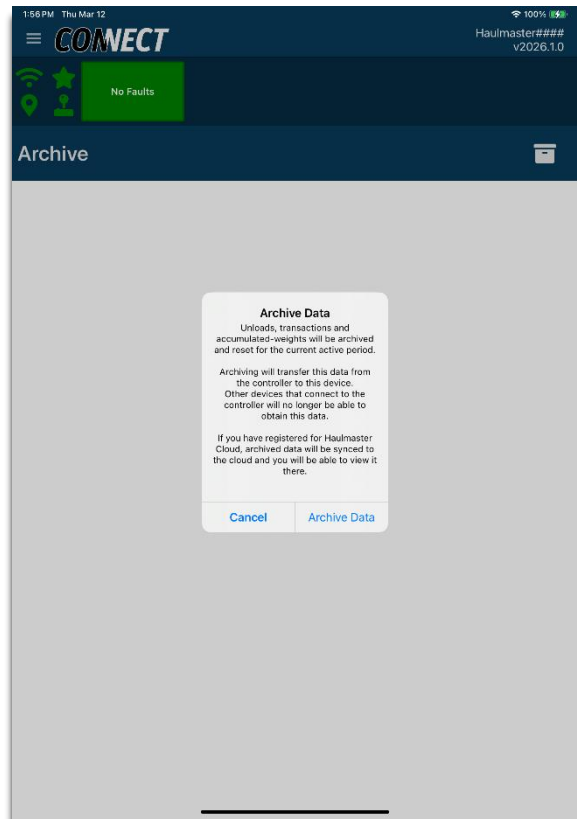 1:56 PM Thu Mar 12
100%
CONNECT
Haulmaster####
v2026.1.0
No Faults
Archive
Archive Data
Unloads, transactions and
accumulated-weights will be archived
and reset for the current active period.
Archiving will transfer this data from
the controller to this device.
Other devices that connect to the
controller will no longer be able to
obtain this data.
If you have registered for Haulmaster
Cloud, archived data will be synced to
the cloud and you will be able to view it
there.
Cancel
Archive Data